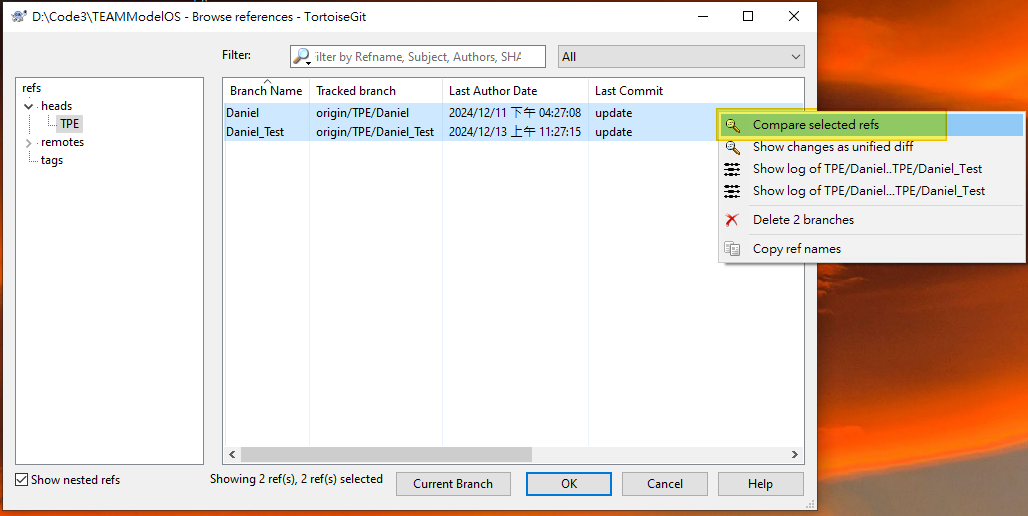 D:\Code3\TEAMModelOS - Browse references - TortoiseGit
Filter:
ilter by Refname, Subject, Authors, SHA
All
refs
heads
TPE
remotes
tags
Branch Name Tracked branch Last Author Date Last Commit
Daniel origin/TPE/Daniel 2024/12/11 下午 04:27:08 update
Daniel_Test origin/TPE/Daniel_Test 2024/12/13 上午 11:27:15 update
Compare selected refs
Show changes as unified diff
Show log of TPE/Daniel..TPE/Daniel_Test
Show log of TPE/Daniel...TPE/Daniel_Test
Delete 2 branches
Copy ref names
Show nested refs
Showing 2 ref(s), 2 ref(s) selected
Current Branch
OK
Cancel
Help